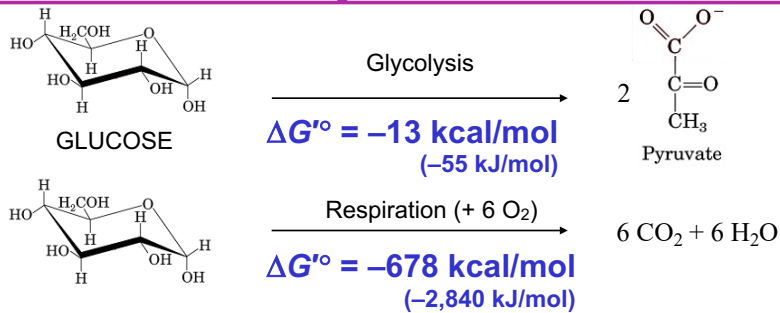 H
H₂COH
O
HO
H
H
HO
H
OH
H
H
OH
GLUCOSE
Glycolysis
ΔG′° = –13 kcal/mol
(–55 kJ/mol)
2
O
O⁻
C
C=O
CH₃
Pyruvate
H
H₂COH
O
HO
H
H
HO
H
OH
H
H
OH
Respiration (+ 6 O₂)
ΔG′° = –678 kcal/mol
(–2,840 kJ/mol)
6 CO₂ + 6 H₂O